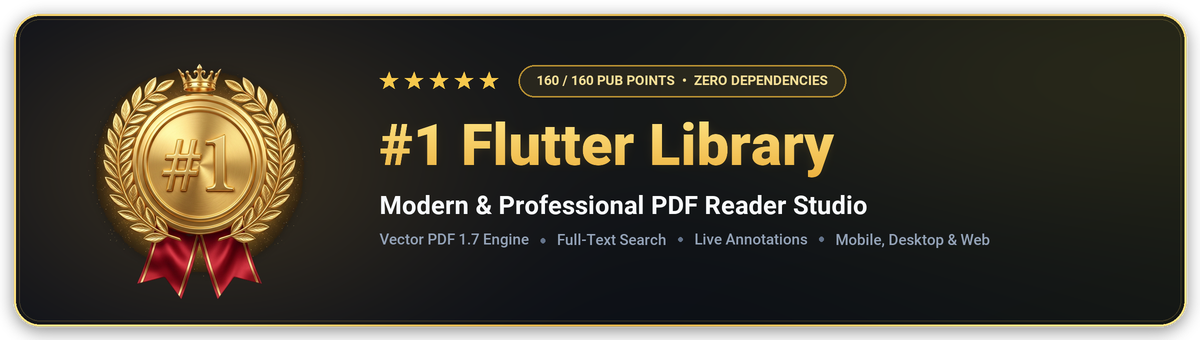 #1
★★★★★ 160 / 160 PUB POINTS • ZERO DEPENDENCIES
#1 Flutter Library
Modern & Professional PDF Reader Studio
Vector PDF 1.7 Engine • Full-Text Search • Live Annotations • Mobile, Desktop & Web